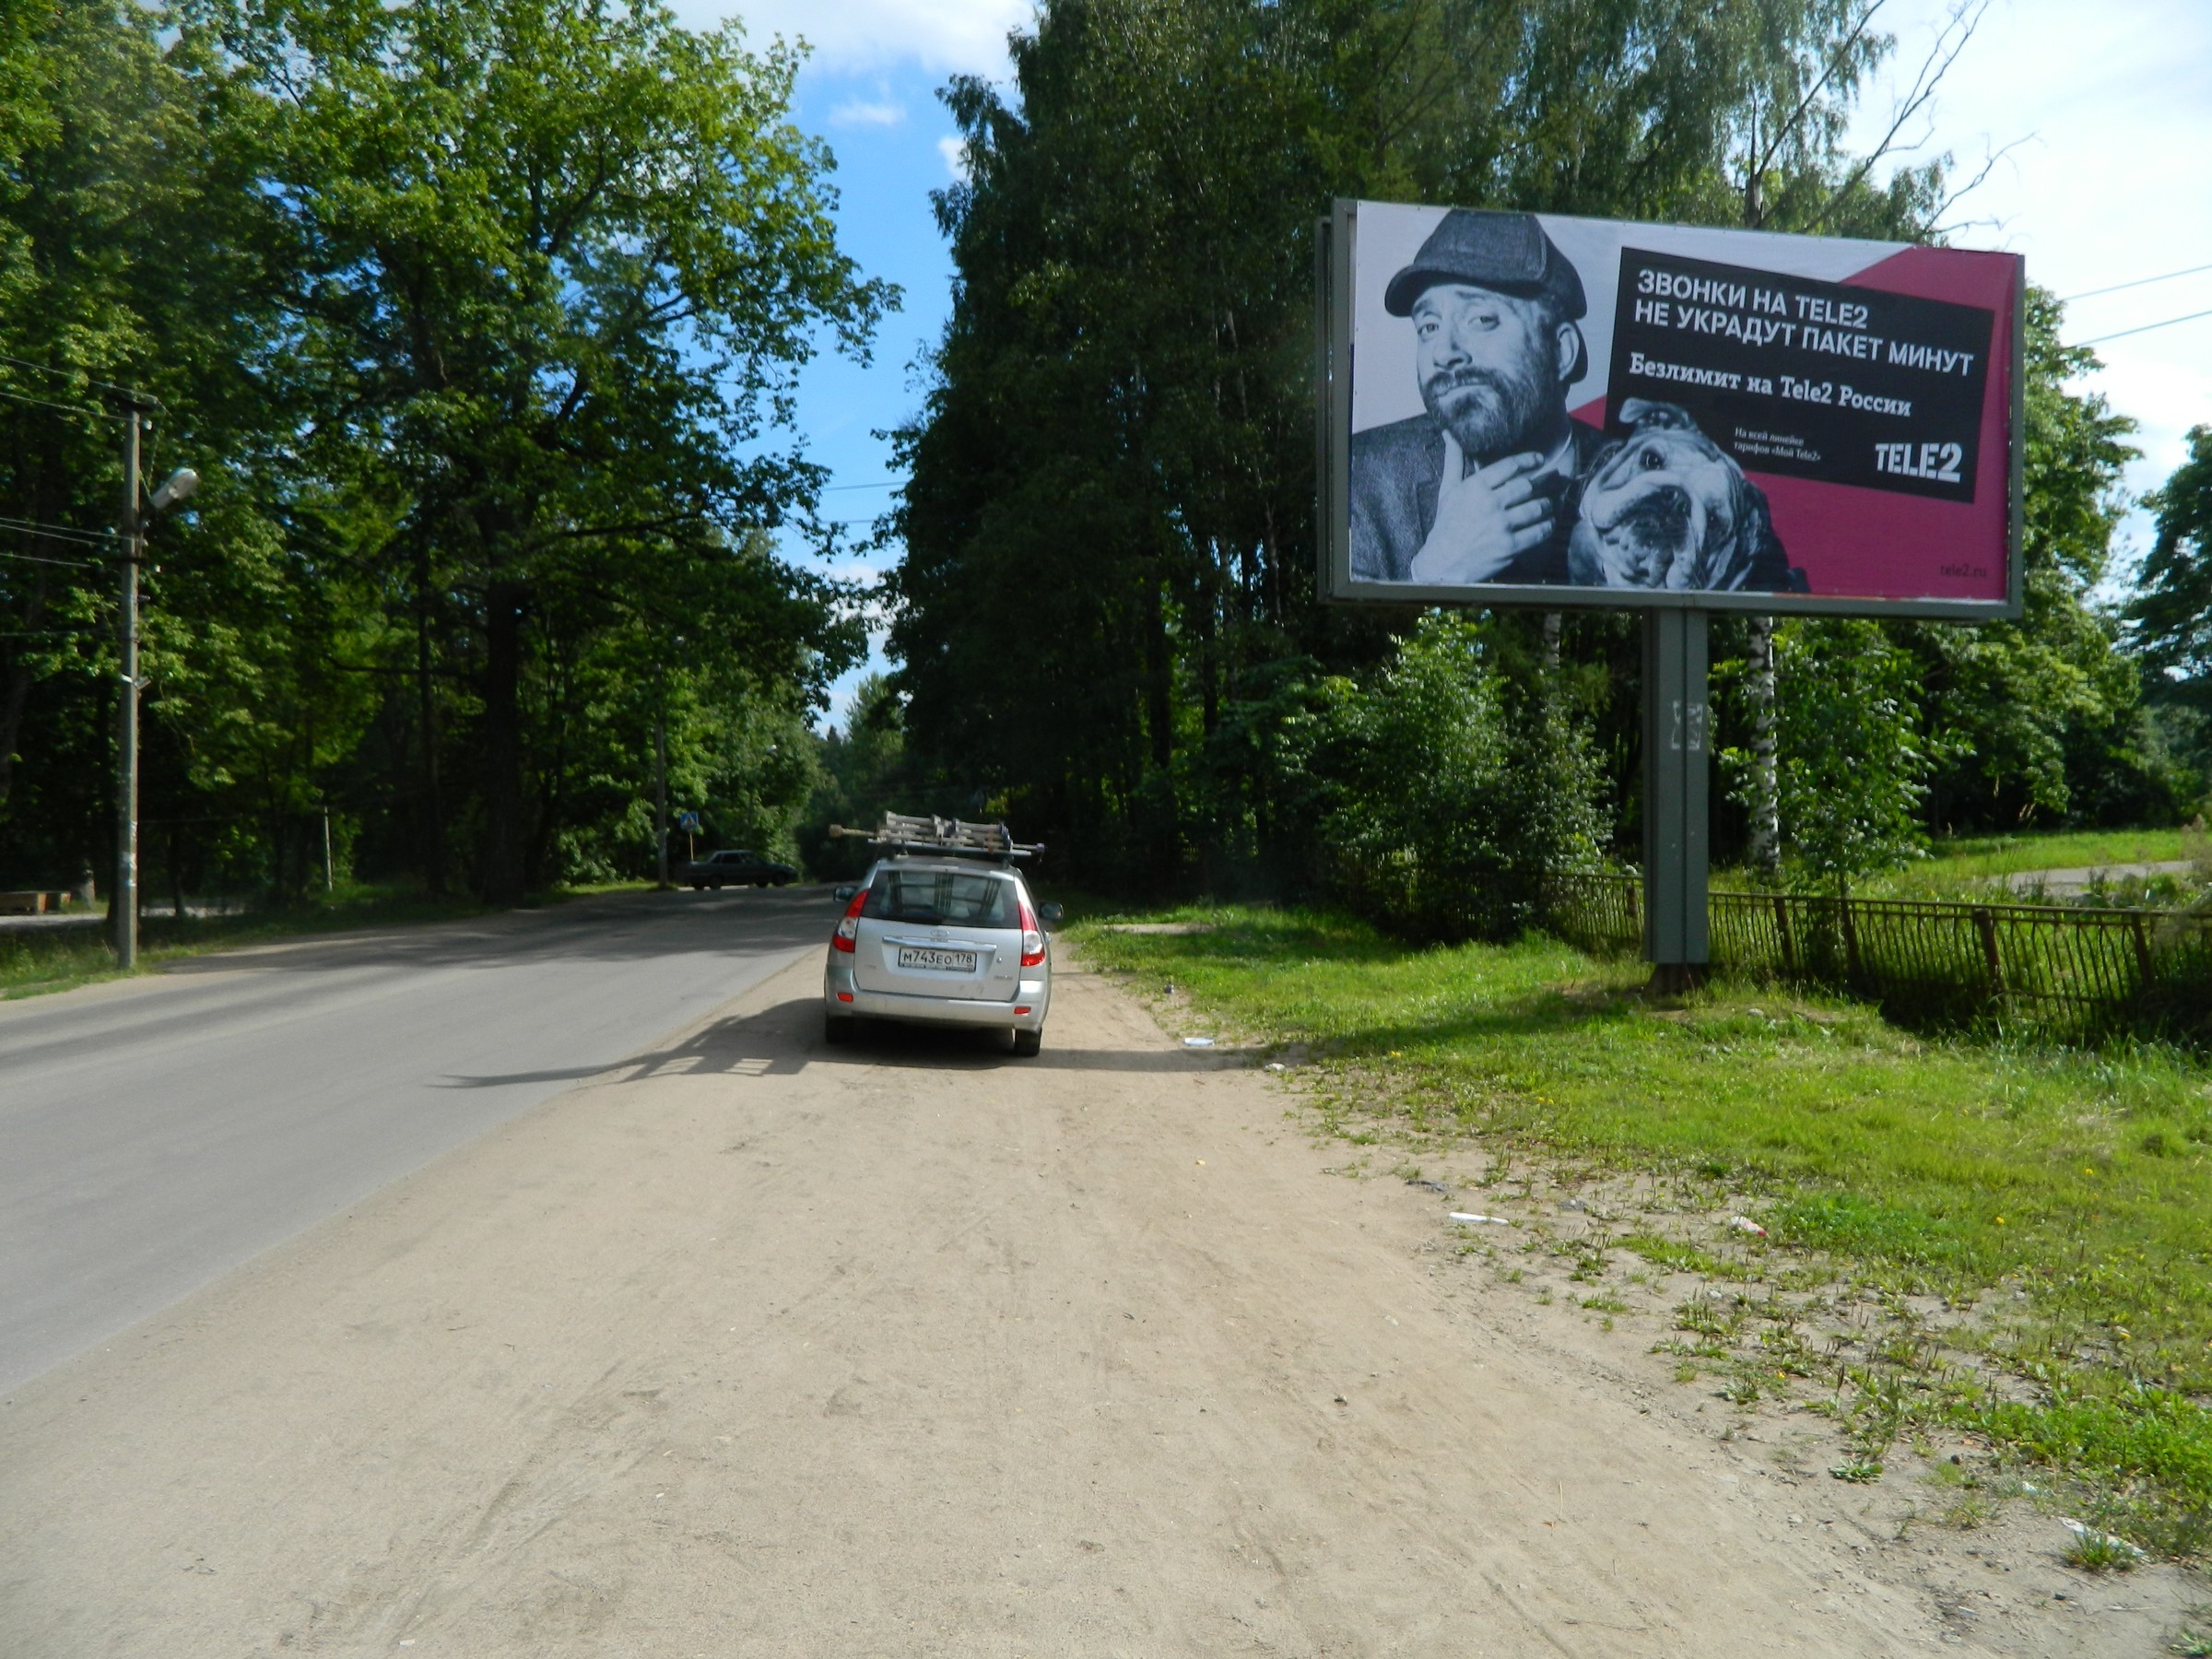 ЗВОНКИ НА TELE2
НЕ УКРАДУТ ПАКЕТ МИНУТ
Безлимит на Tele2 России
На всей линейке
тарифов «Мой Tele2»
TELE2
tele2.ru
М743ЕО 178